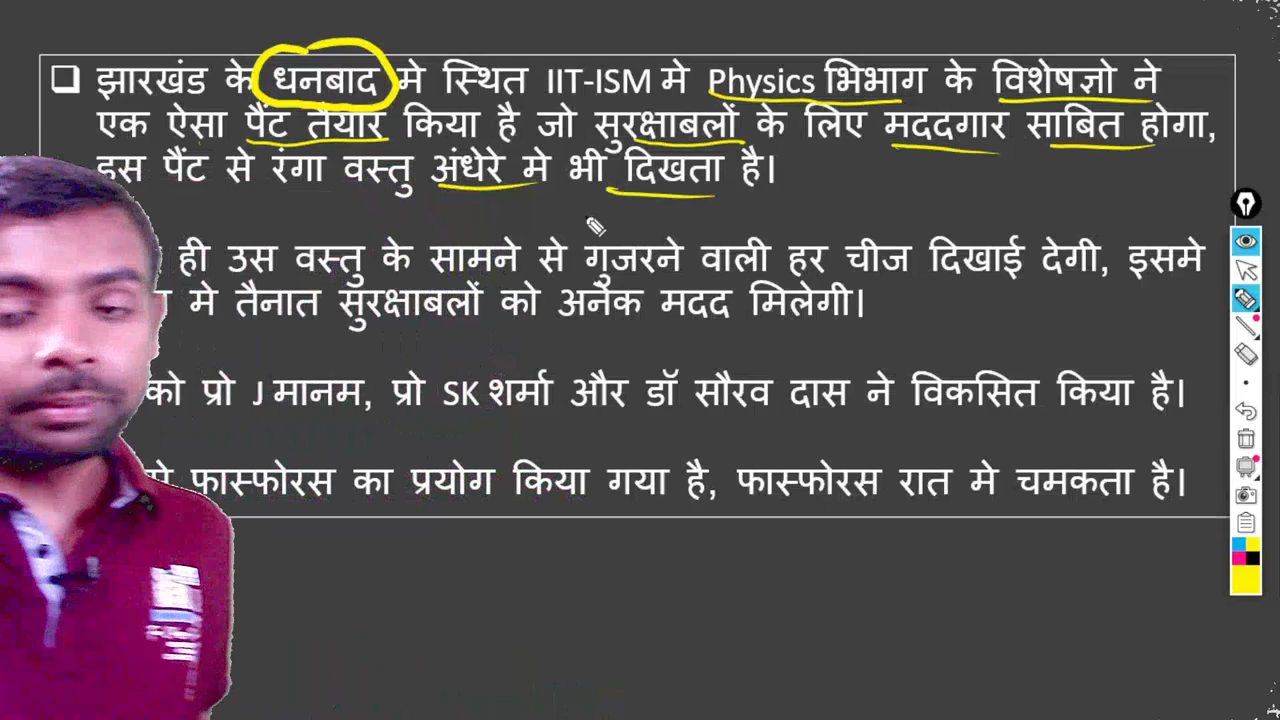 झारखंड के धनबाद मे स्थित IIT-ISM मे Physics भिभाग के विशेषज्ञो ने
एक ऐसा पैंट तैयार किया है जो सुरक्षाबलों के लिए मददगार साबित होगा,
इस पैंट से रंगा वस्तु अंधेरे मे भी दिखता है।
ही उस वस्तु के सामने से गुजरने वाली हर चीज दिखाई देगी, इसमे
मे तैनात सुरक्षाबलों को अनेक मदद मिलेगी।
को प्रो J मानम, प्रो SK शर्मा और डॉ सौरव दास ने विकसित किया है।
फास्फोरस का प्रयोग किया गया है, फास्फोरस रात मे चमकता है।